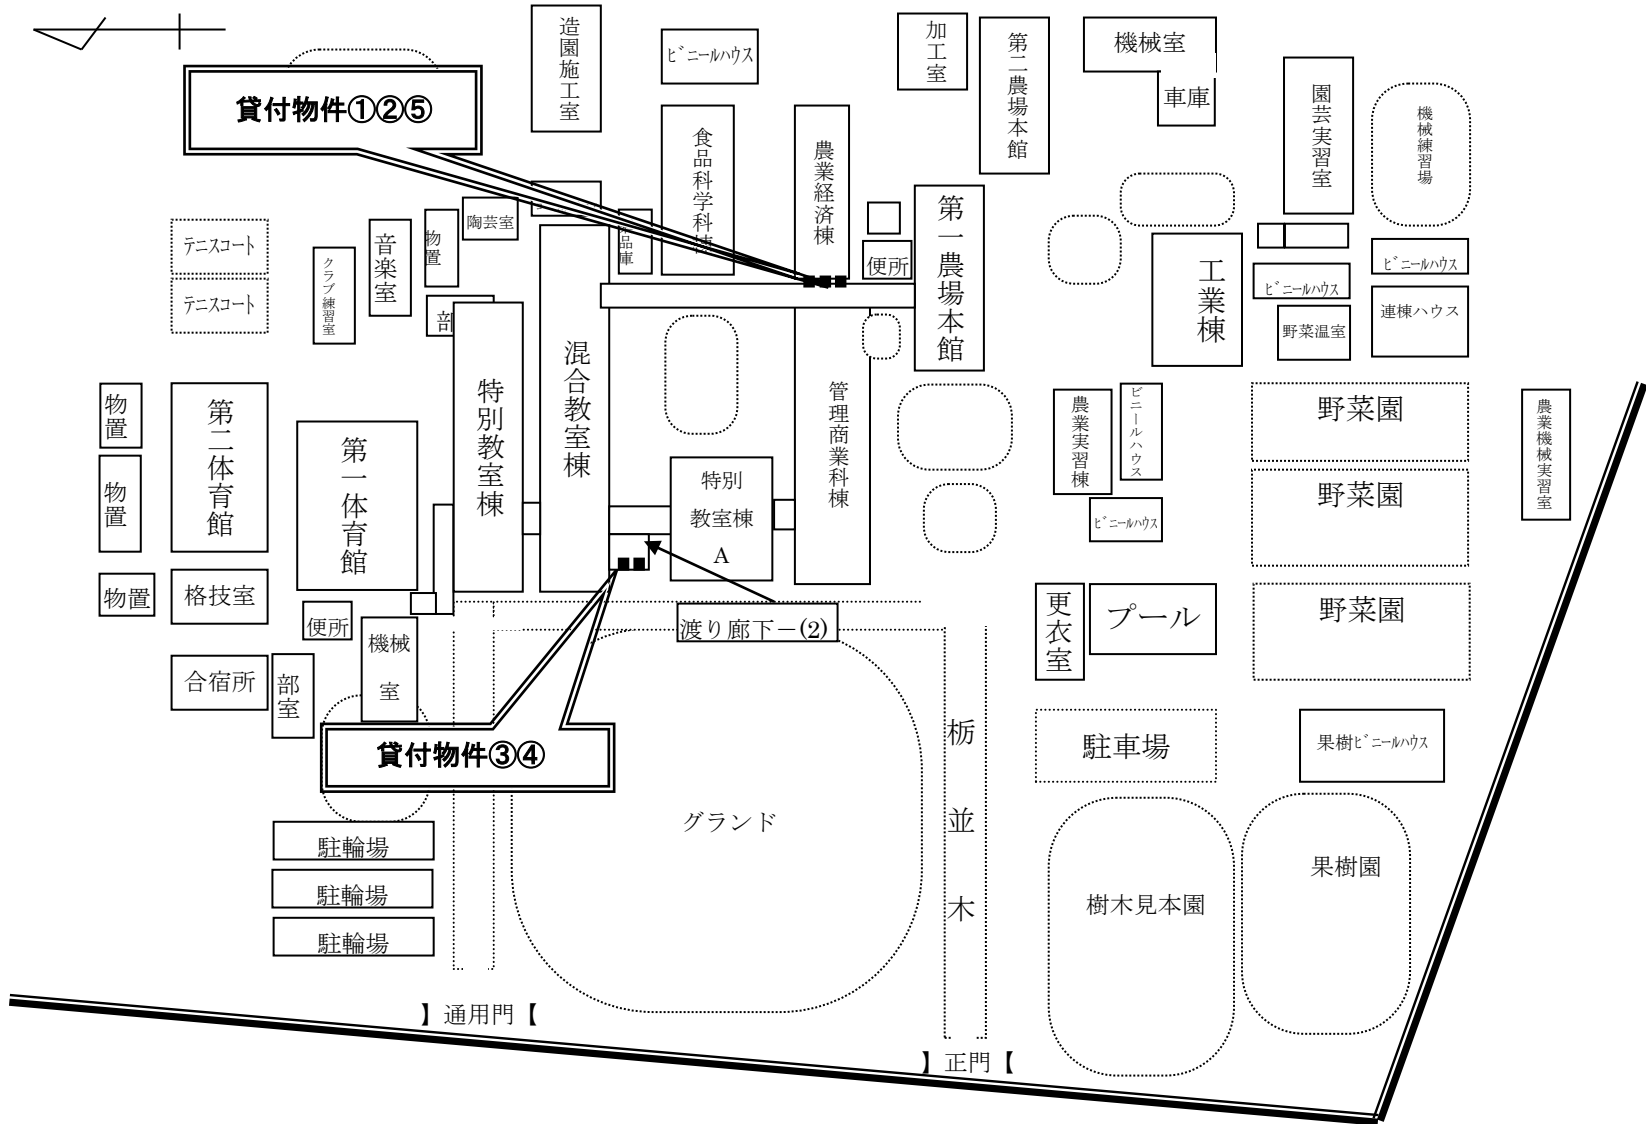 造園施工室
ﾋﾞﾆｰﾙﾊｳｽ
加工室
第二農場本館
機械室
車庫
園芸実習室
機械練習場
貸付物件①②⑤
食品科学科棟
農業経済棟
第一農場本館
便所
テニスコート
テニスコート
クラブ練習室
音楽室
物置
陶芸室
品庫
部
工業棟
ﾋﾞﾆｰﾙﾊｳｽ
ﾋﾞﾆｰﾙﾊｳｽ
野菜温室
連棟ハウス
物置
物置
物置
第二体育館
格技室
合宿所
第一体育館
便所
部室
機械
室
特別教室棟
混合教室棟
特別
教室棟
A
管理商業科棟
渡り廊下－(2)
貸付物件③④
農業実習棟
ビニールハウス
ﾋﾞﾆｰﾙﾊｳｽ
野菜園
野菜園
野菜園
農業機械実習室
更衣室
プール
駐車場
果樹ﾋﾞﾆｰﾙﾊｳｽ
グランド
栃並木
樹木見本園
果樹園
駐輪場
駐輪場
駐輪場
】通用門【
】正門【